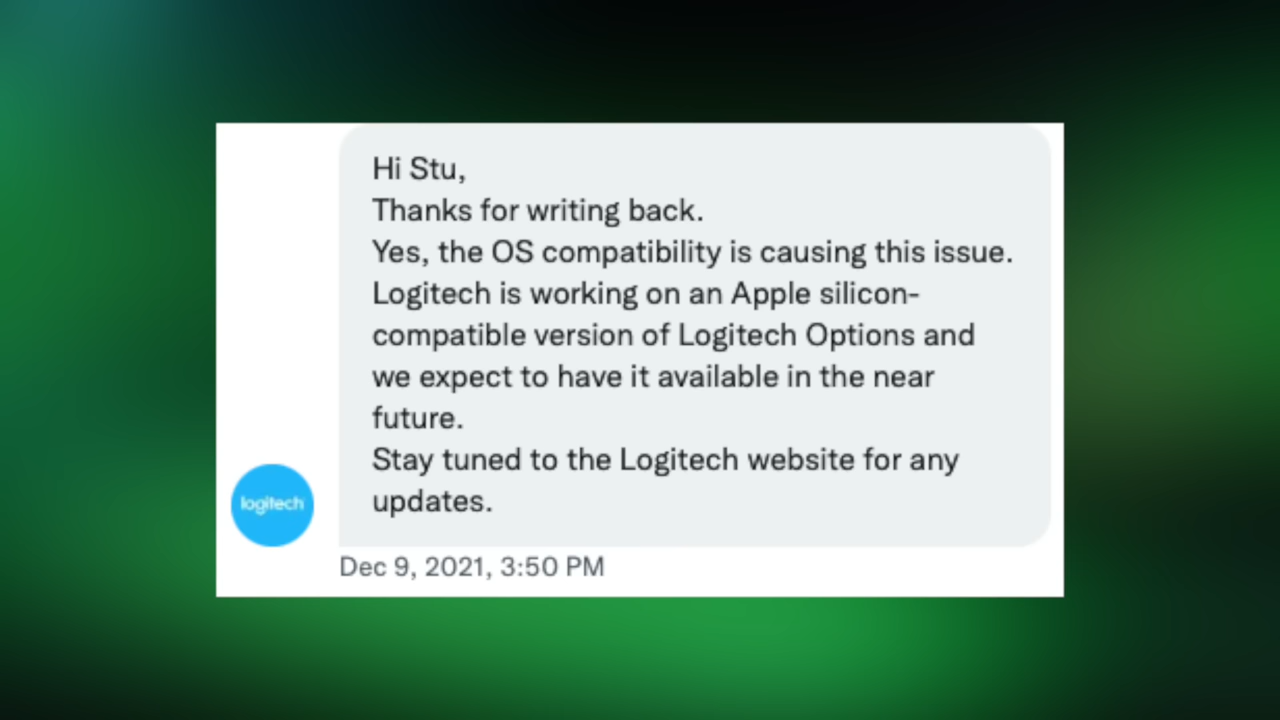 Hi Stu,
Thanks for writing back.
Yes, the OS compatibility is causing this issue.
Logitech is working on an Apple silicon-
compatible version of Logitech Options and
we expect to have it available in the near
future.
Stay tuned to the Logitech website for any
updates.
logitech
Dec 9, 2021, 3:50 PM